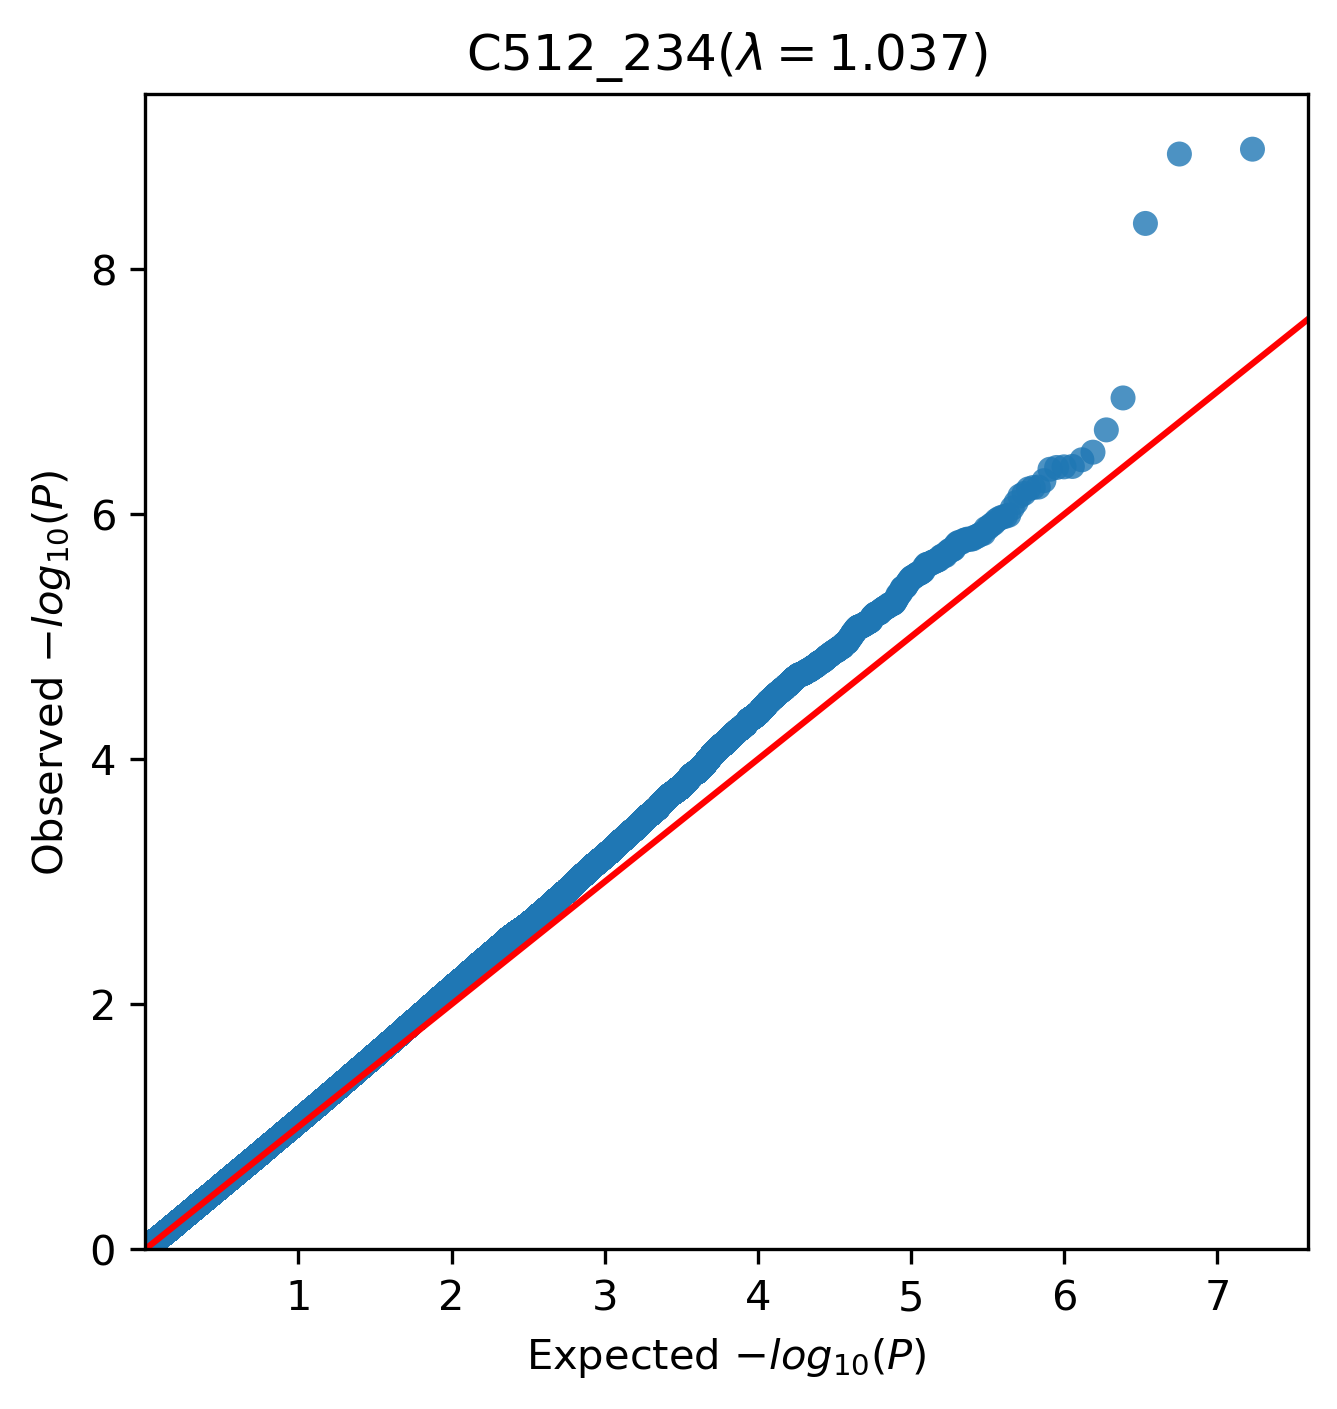 C512_234(λ = 1.037)
Observed −log₁₀(P)
8
6
4
2
0
1 2 3 4 5 6 7
Expected −log₁₀(P)